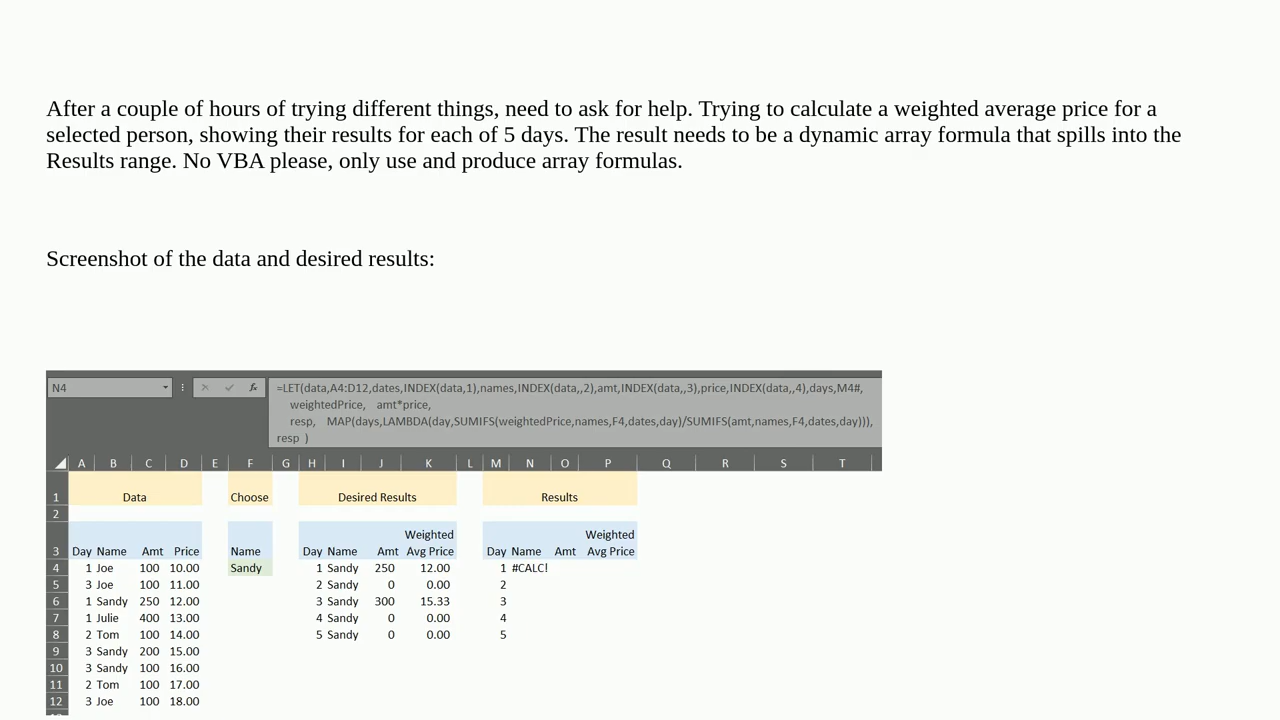 After a couple of hours of trying different things, need to ask for help. Trying to calculate a weighted average price for a
selected person, showing their results for each of 5 days. The result needs to be a dynamic array formula that spills into the
Results range. No VBA please, only use and produce array formulas.
Screenshot of the data and desired results:
N4 fx =LET(data,A4:D12,dates,INDEX(data,1),names,INDEX(data,,2),amt,INDEX(data,,3),price,INDEX(data,,4),days,M4#,
weightedPrice, amt*price,
resp, MAP(days,LAMBDA(day,SUMIFS(weightedPrice,names,F4,dates,day)/SUMIFS(amt,names,F4,dates,day))),
resp )
A B C D E F G H I J K L M N O P Q R S T
1 Data Choose Desired Results Results
2
Weighted Weighted
3 Day Name Amt Price Name Day Name Amt Avg Price Day Name Amt Avg Price
4 1 Joe 100 10.00 Sandy 1 Sandy 250 12.00 1 #CALC!
5 3 Joe 100 11.00 2 Sandy 0 0.00 2
6 1 Sandy 250 12.00 3 Sandy 300 15.33 3
7 1 Julie 400 13.00 4 Sandy 0 0.00 4
8 2 Tom 100 14.00 5 Sandy 0 0.00 5
9 3 Sandy 200 15.00
10 3 Sandy 100 16.00
11 2 Tom 100 17.00
12 3 Joe 100 18.00